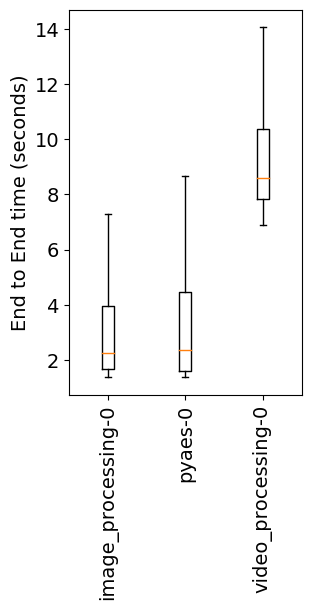 End to End time (seconds)
14
12
10
8
6
4
2
image_processing-0
pyaes-0
video_processing-0